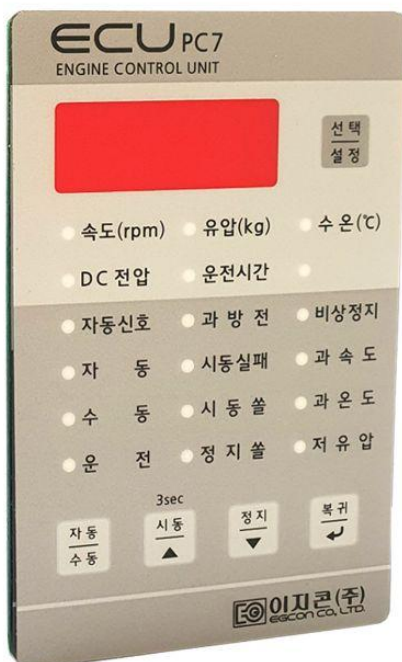 ECU PC7
ENGINE CONTROL UNIT
선택
설정
속도(rpm) 유압(kg) 수온(℃)
DC 전압 운전시간
자동신호 과방전 비상정지
자 동 시동실패 과속도
수 동 시동쏠 과온도
운 전 정지쏠 저유압
3sec
자동 시동 정지 복귀
수동 ▲ ▼ ↵
EG 이지콘(주)
EGCON CO., LTD.